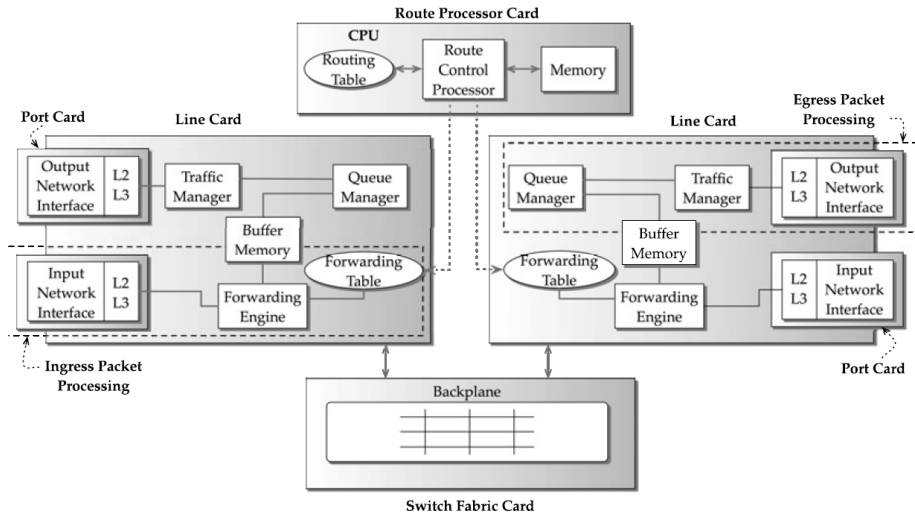 Route Processor Card
CPU
Routing
Table
Route
Control
Processor
Memory
Port Card
Line Card
Line Card
Egress Packet
Processing
Output
Network
Interface
L2
L3
Traffic
Manager
Queue
Manager
Buffer
Memory
Input
Network
Interface
L2
L3
Forwarding
Engine
Forwarding
Table
Ingress Packet
Processing
Queue
Manager
Traffic
Manager
L2
L3
Output
Network
Interface
Buffer
Memory
Forwarding
Table
Forwarding
Engine
L2
L3
Input
Network
Interface
Port Card
Backplane
Switch Fabric Card